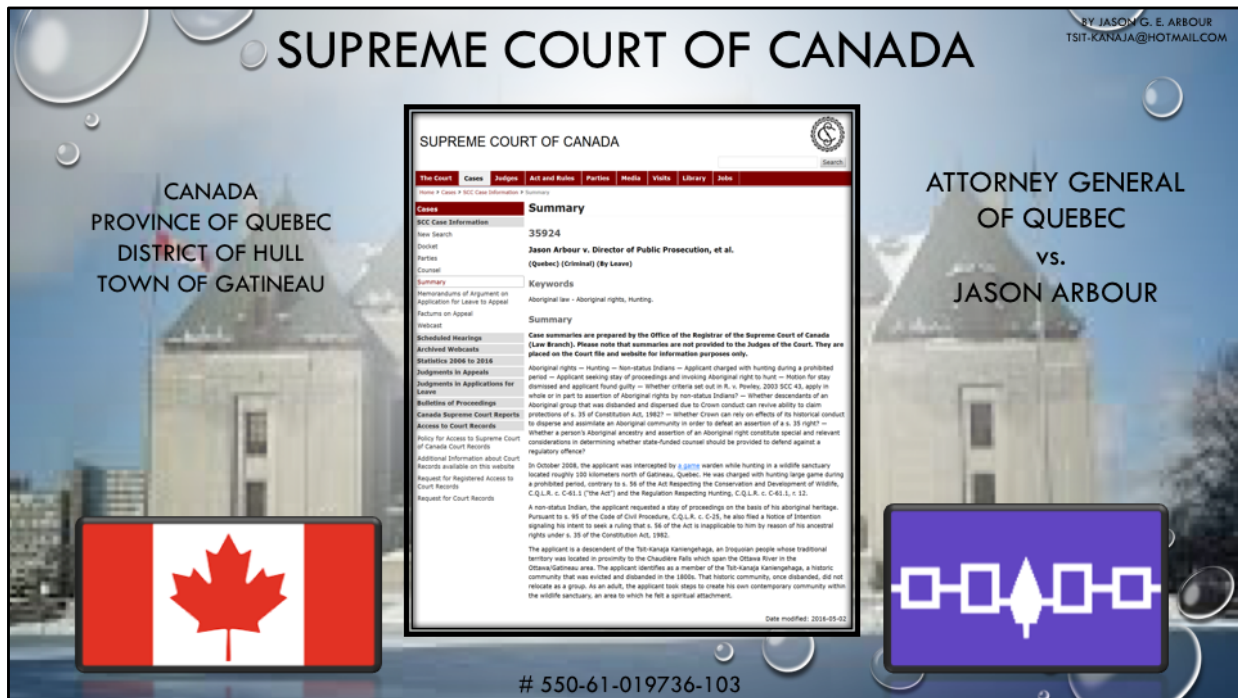 BY JASON G. E. ARBOUR
TSIT-KANAJA@HOTMAIL.COM
SUPREME COURT OF CANADA
CANADA
PROVINCE OF QUEBEC
DISTRICT OF HULL
TOWN OF GATINEAU
SUPREME COURT OF CANADA
Search
The Court Cases Judges Act and Rules Parties Media Visits Library Jobs
Home > Cases > SCC Case Information > Summary
Cases
SCC Case Information
New Search
Docket
Parties
Counsel
Summary
Memorandums of Argument on
Application for Leave to Appeal
Factums on Appeal
Webcast
Scheduled Hearings
Archived Webcasts
Statistics 2006 to 2016
Judgments in Appeals
Judgments in Applications for
Leave
Bulletins of Proceedings
Canada Supreme Court Reports
Access to Court Records
Policy for Access to Supreme Court
of Canada Court Records
Additional Information about Court
Records available on this website
Request for Registered Access to
Court Records
Request for Court Records
Summary
35924
Jason Arbour v. Director of Public Prosecution, et al.
(Quebec) (Criminal) (By Leave)
Keywords
Aboriginal law - Aboriginal rights, Hunting.
Summary
Case summaries are prepared by the Office of the Registrar of the Supreme Court of Canada
(Law Branch). Please note that summaries are not provided to the Judges of the Court. They are
placed on the Court file and website for information purposes only.
Aboriginal rights — Hunting — Non-status Indians — Applicant charged with hunting during a prohibited
period — Applicant seeking stay of proceedings and invoking Aboriginal right to hunt — Motion for stay
dismissed and applicant found guilty — Whether criteria set out in R. v. Powley, 2003 SCC 43, apply in
whole or in part to assertion of Aboriginal rights by non-status Indians? — Whether descendants of an
Aboriginal group that was disbanded and dispersed due to Crown conduct can revive ability to claim
protections of s. 35 of Constitution Act, 1982? — Whether Crown can rely on effects of its historical conduct
to disperse and assimilate an Aboriginal community in order to defeat an assertion of a s. 35 right? —
Whether a person's Aboriginal ancestry and assertion of an Aboriginal right constitute special and relevant
considerations in determining whether state-funded counsel should be provided to defend against a
regulatory offence?
In October 2008, the applicant was intercepted by a game warden while hunting in a wildlife sanctuary
located roughly 100 kilometers north of Gatineau, Quebec. He was charged with hunting large game during
a prohibited period, contrary to s. 56 of the Act Respecting the Conservation and Development of Wildlife,
C.Q.L.R. c. C-61.1 ("the Act") and the Regulation Respecting Hunting, C.Q.L.R. c. C-61.1, r. 12.
A non-status Indian, the applicant requested a stay of proceedings on the basis of his aboriginal heritage.
Pursuant to s. 95 of the Code of Civil Procedure, C.Q.L.R. c. C-25, he also filed a Notice of Intention
signaling his intent to seek a ruling that s. 56 of the Act is inapplicable to him by reason of his ancestral
rights under s. 35 of the Constitution Act, 1982.
The applicant is a descendent of the Tsit-Kanaja Kaniengehaga, an Iroquoian people whose traditional
territory was located in proximity to the Chaudière Falls which span the Ottawa River in the
Ottawa/Gatineau area. The applicant identifies as a member of the Tsit-Kanaja Kaniengehaga, a historic
community that was evicted and disbanded in the 1800s. That historic community, once disbanded, did not
relocate as a group. As an adult, the applicant took steps to create his own contemporary community within
the wildlife sanctuary, an area to which he felt a spiritual attachment.
Date modified: 2016-05-02
ATTORNEY GENERAL
OF QUEBEC
vs.
JASON ARBOUR
# 550-61-019736-103